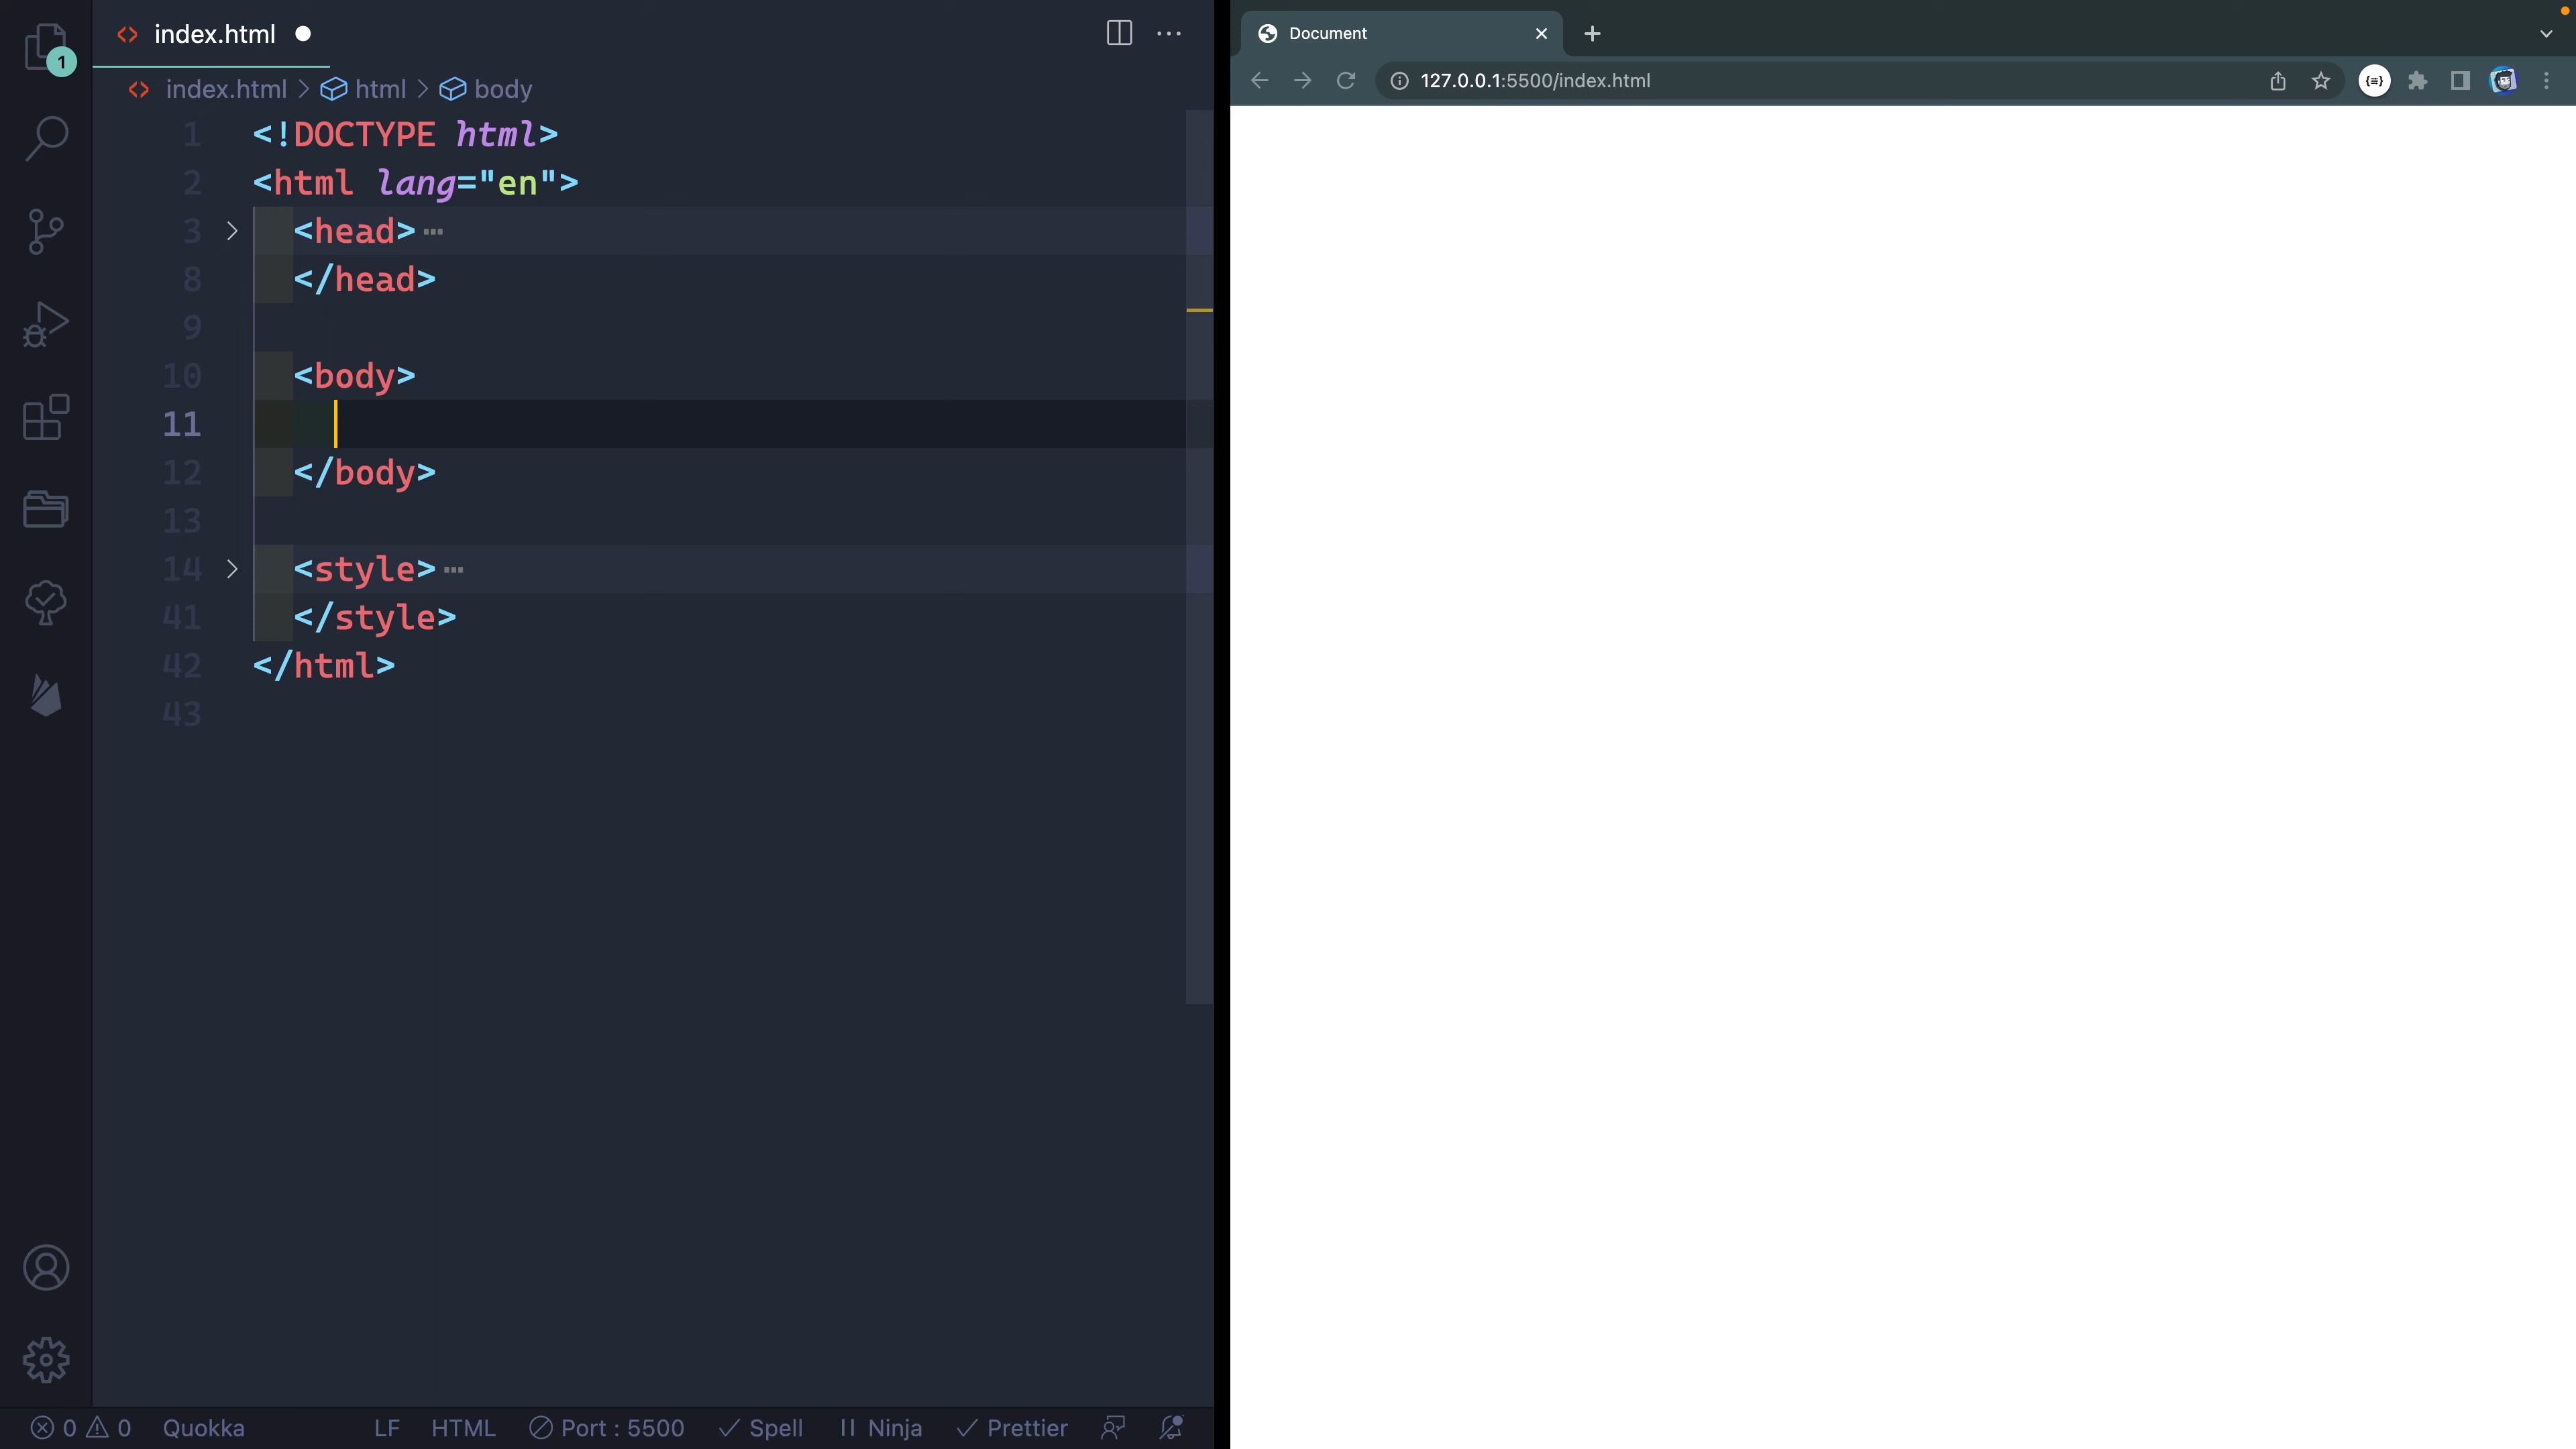 index.html
index.html > html > body
1 <!DOCTYPE html>
2 <html lang="en">
3 <head>
8 </head>
9
10 <body>
11
12 </body>
13
14 <style>
41 </style>
42 </html>
43
1
0 0 Quokka LF HTML Port : 5500 Spell Ninja Prettier
Document
127.0.0.1:5500/index.html